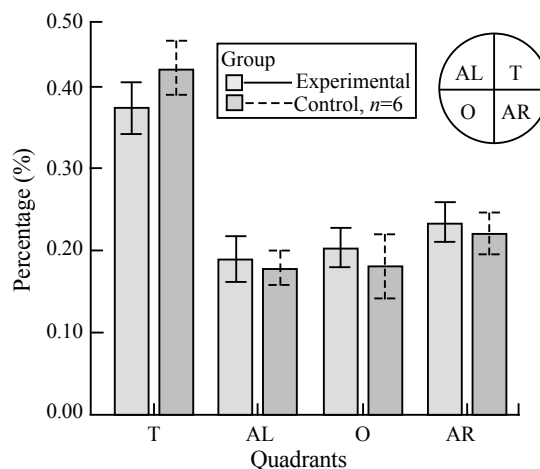 0.50
0.40
0.30
0.20
0.10
0.00
Percentage (%)
Group
Experimental
Control, n=6
AL T
O AR
T AL O AR
Quadrants